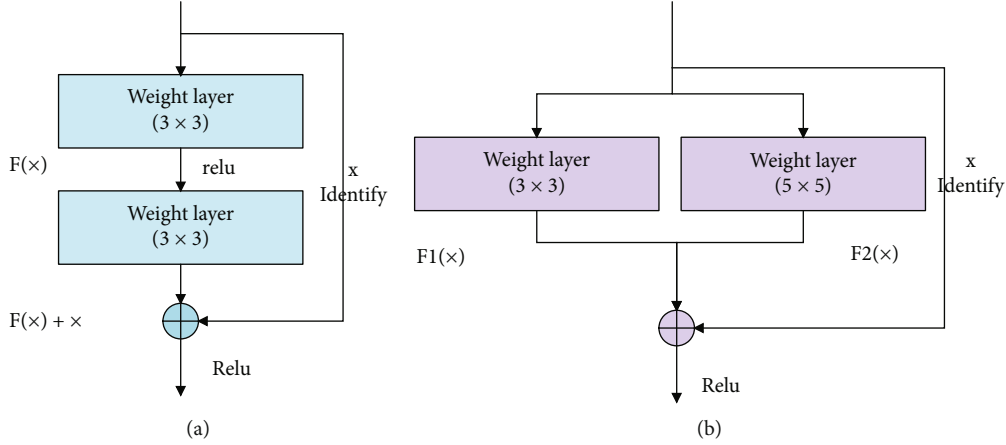 Weight layer
(3 × 3)
F(×)
relu
x
Identify
Weight layer
(3 × 3)
F(×) + ×
Relu
(a)
Weight layer
(3 × 3)
Weight layer
(5 × 5)
x
Identify
F1(×)
F2(×)
Relu
(b)